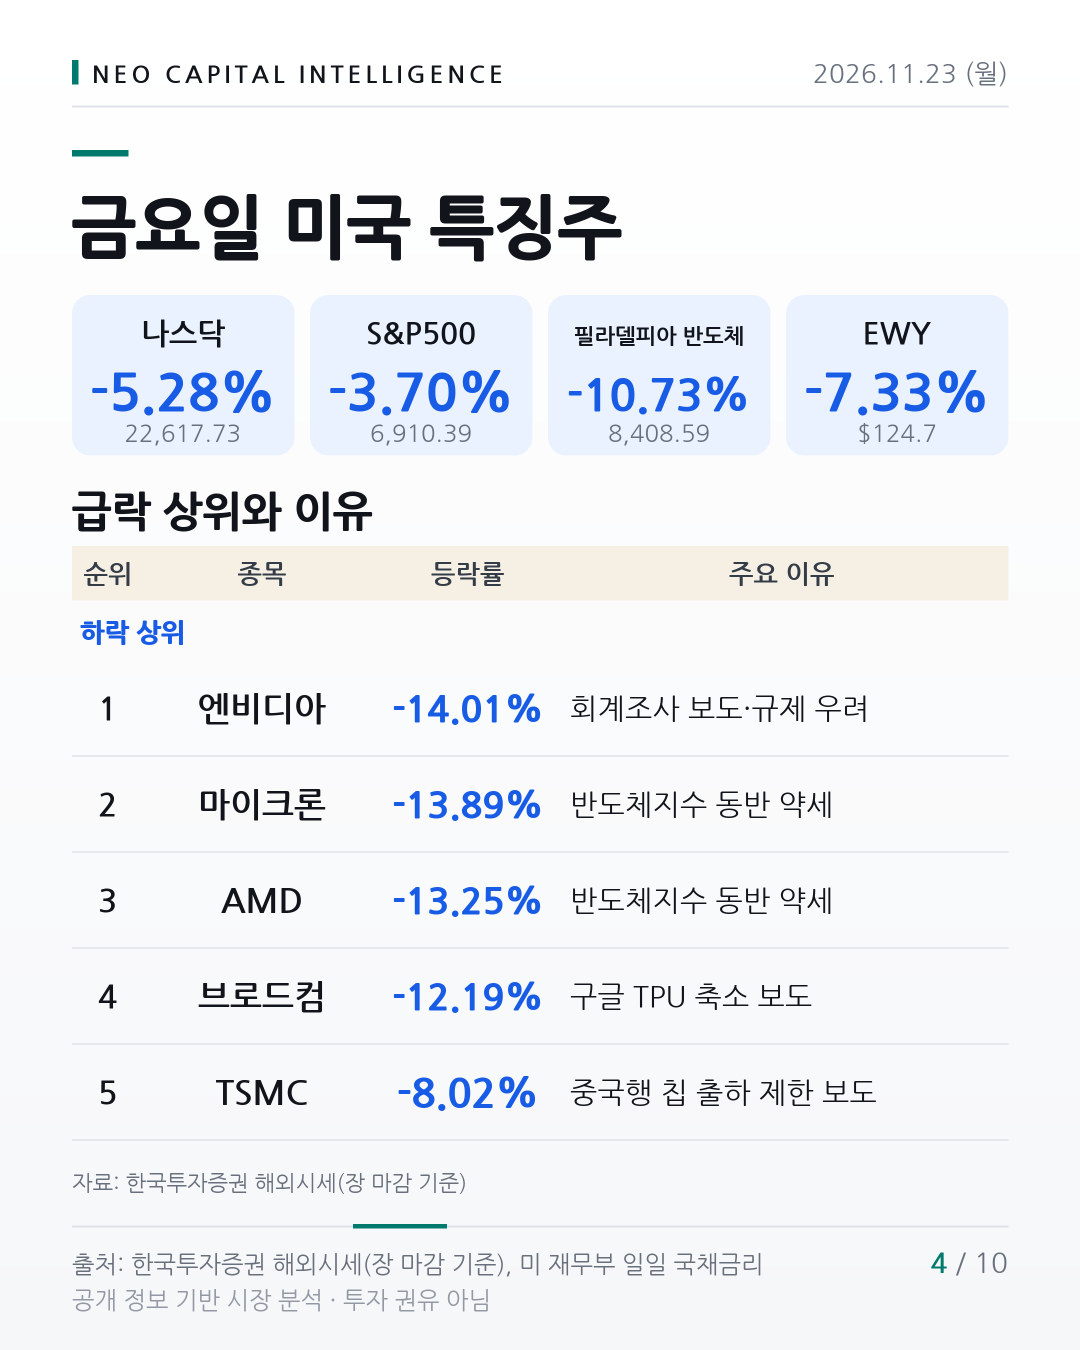 NEO CAPITAL INTELLIGENCE 2026.11.23 (월)
금요일 미국 특징주
나스닥 S&P500 필라델피아 반도체 EWY
-5.28% -3.70% -10.73% -7.33%
22,617.73 6,910.39 8,408.59 $124.7
급락 상위와 이유
순위 종목 등락률 주요 이유
하락 상위
1 엔비디아 -14.01% 회계조사 보도·규제 우려
2 마이크론 -13.89% 반도체지수 동반 약세
3 AMD -13.25% 반도체지수 동반 약세
4 브로드컴 -12.19% 구글 TPU 축소 보도
5 TSMC -8.02% 중국행 칩 출하 제한 보도
자료: 한국투자증권 해외시세(장 마감 기준)
출처: 한국투자증권 해외시세(장 마감 기준), 미 재무부 일일 국채금리 4 / 10
공개 정보 기반 시장 분석 · 투자 권유 아님